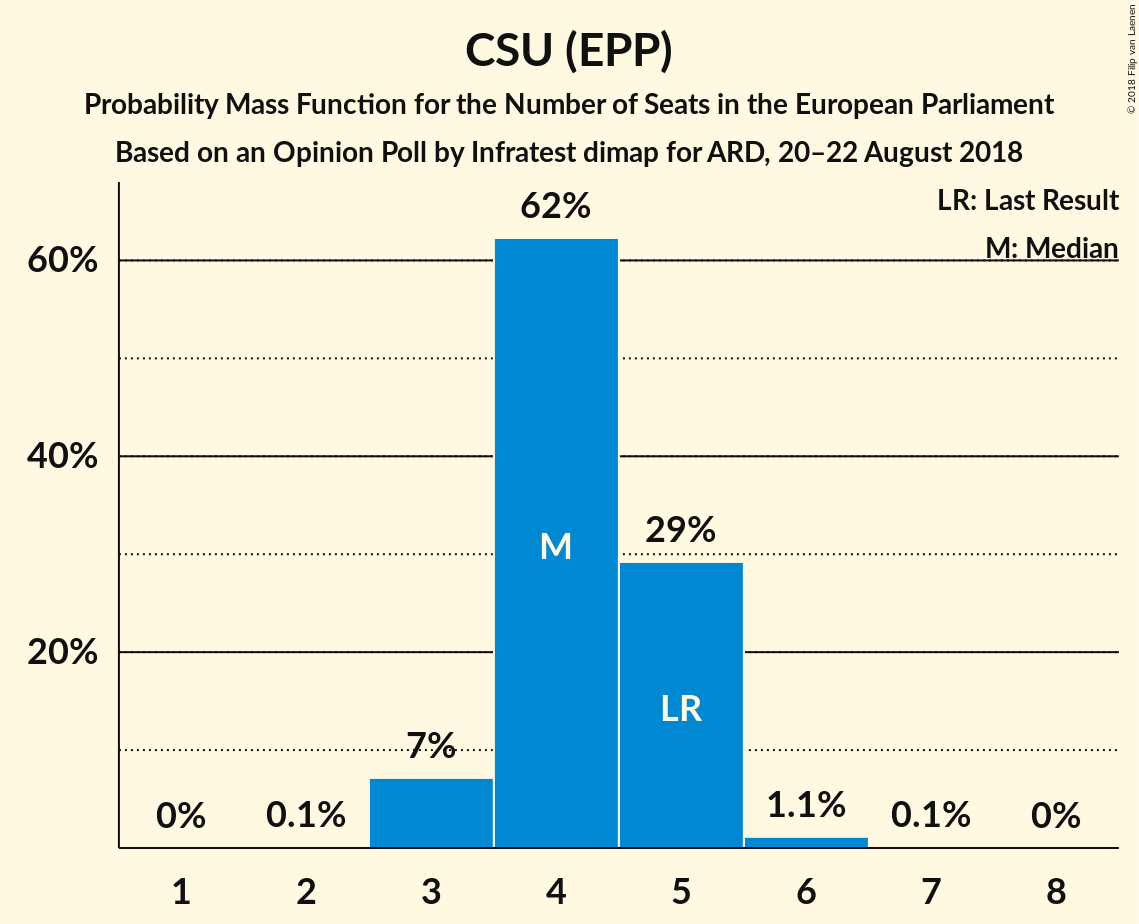 CSU (EPP)
Probability Mass Function for the Number of Seats in the European Parliament
Based on an Opinion Poll by Infratest dimap for ARD, 20–22 August 2018
© 2018 Filip van Laenen
LR: Last Result
M: Median
60%
40%
20%
0%
0.1%
7%
62%
M
29%
LR
1.1%
0.1%
0%
1 2 3 4 5 6 7 8